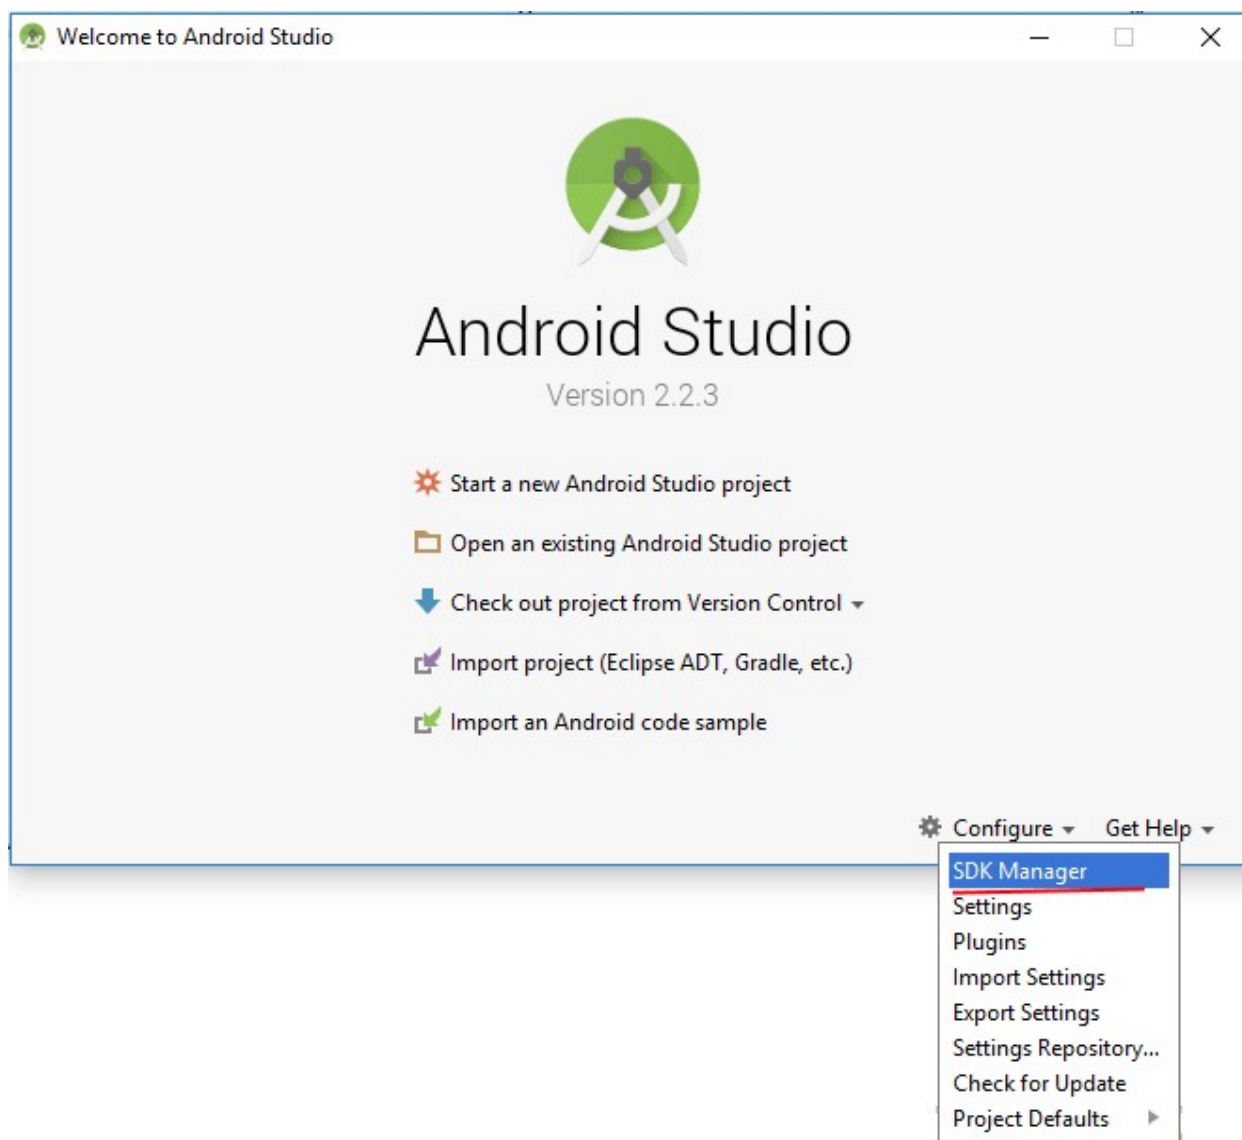 Welcome to Android Studio
Android Studio
Version 2.2.3
Start a new Android Studio project
Open an existing Android Studio project
Check out project from Version Control
Import project (Eclipse ADT, Gradle, etc.)
Import an Android code sample
Configure Get Help
SDK Manager
Settings
Plugins
Import Settings
Export Settings
Settings Repository...
Check for Update
Project Defaults